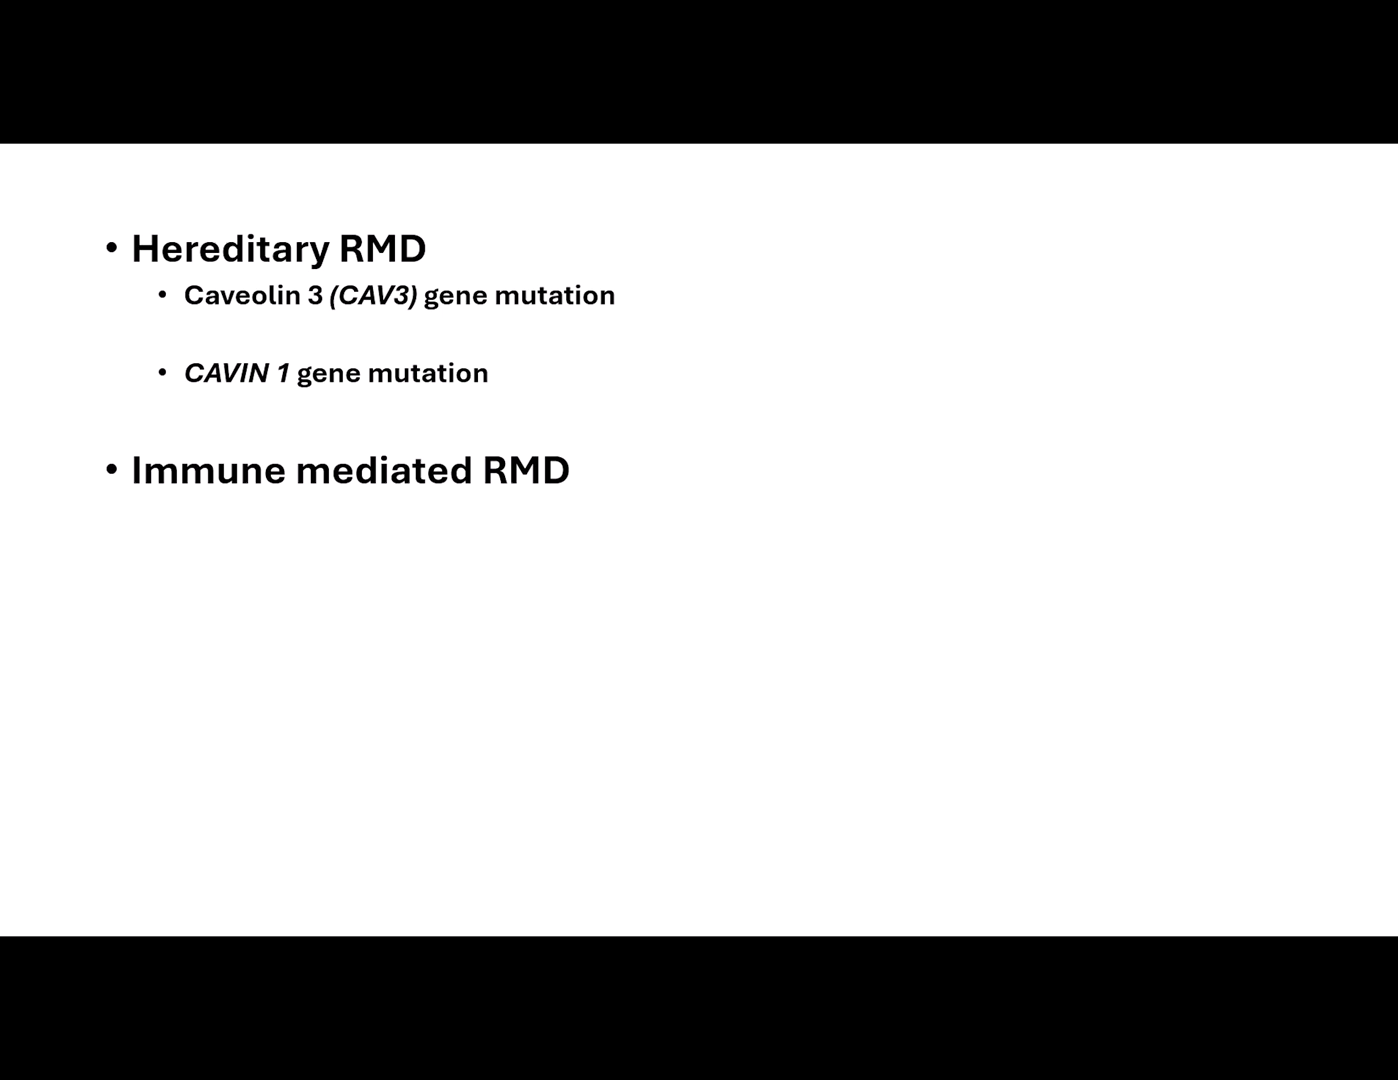 • Hereditary RMD
• Caveolin 3 (CAV3) gene mutation
• CAVIN 1 gene mutation
• Immune mediated RMD